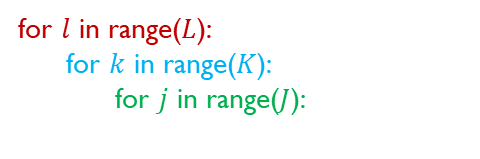 for l in range(L):
for k in range(K):
for j in range(J):